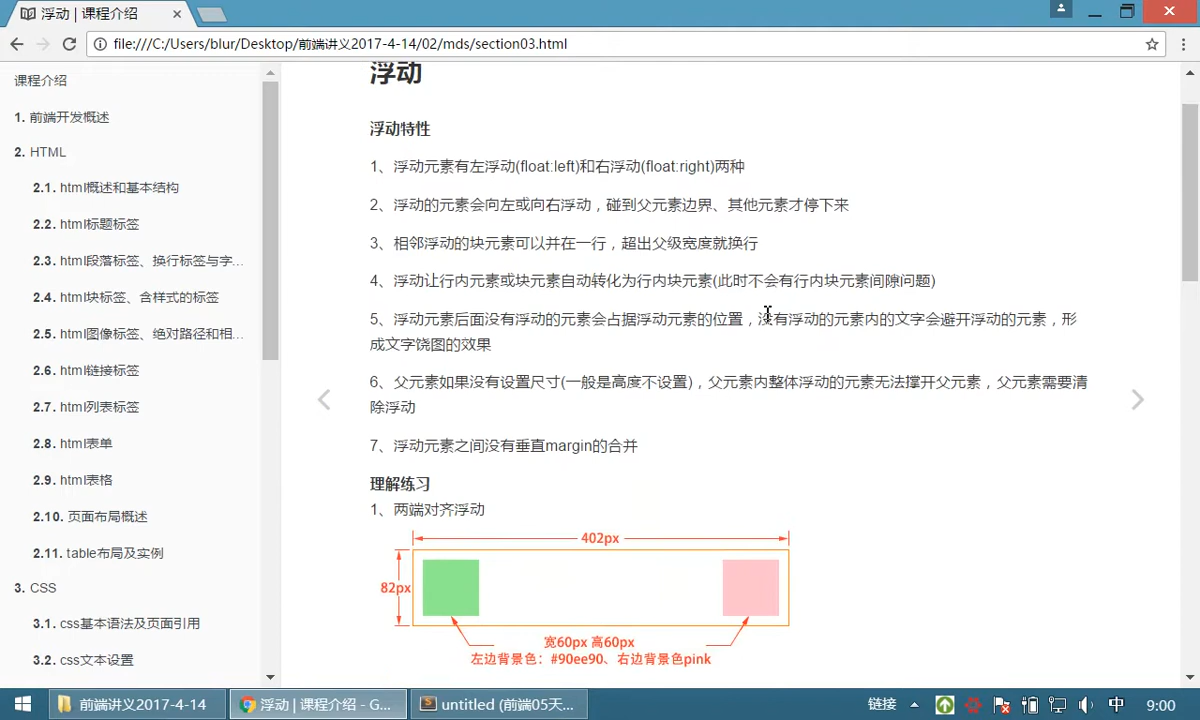 浮动 | 课程介绍
file:///C:/Users/blur/Desktop/前端讲义2017-4-14/02/mds/section03.html
课程介绍
1. 前端开发概述
2. HTML
2.1. html概述和基本结构
2.2. html标题标签
2.3. html段落标签、换行标签与字...
2.4. html块标签、含样式的标签
2.5. html图像标签、绝对路径和相...
2.6. html链接标签
2.7. html列表标签
2.8. html表单
2.9. html表格
2.10. 页面布局概述
2.11. table布局及实例
3. CSS
3.1. css基本语法及页面引用
3.2. css文本设置
浮动
浮动特性
1、浮动元素有左浮动(float:left)和右浮动(float:right)两种
2、浮动的元素会向左或向右浮动，碰到父元素边界、其他元素才停下来
3、相邻浮动的块元素可以并在一行，超出父级宽度就换行
4、浮动让行内元素或块元素自动转化为行内块元素(此时不会有行内块元素间隙问题)
5、浮动元素后面没有浮动的元素会占据浮动元素的位置，没有浮动的元素内的文字会避开浮动的元素，形
成文字饶图的效果
6、父元素如果没有设置尺寸(一般是高度不设置)，父元素内整体浮动的元素无法撑开父元素，父元素需要清
除浮动
7、浮动元素之间没有垂直margin的合并
理解练习
1、两端对齐浮动
402px
82px
宽60px 高60px
左边背景色：#90ee90、右边背景色pink
前端讲义2017-4-14
浮动 | 课程介绍 - G...
untitled (前端05天...
链接
中
9:00